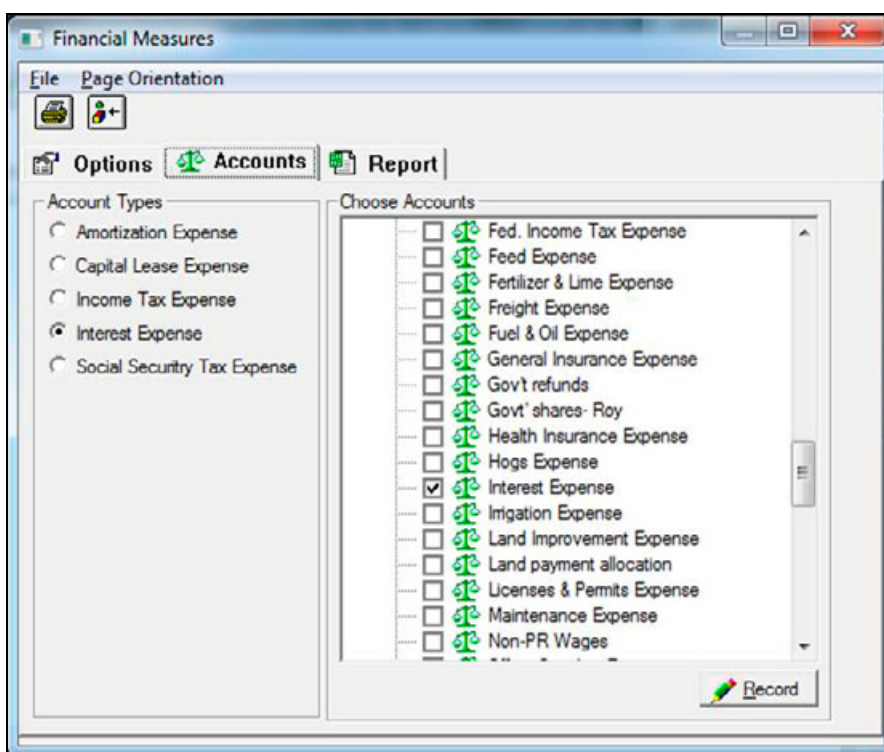 Financial Measures
File Page Orientation
Options Accounts Report
Account Types
Amortization Expense
Capital Lease Expense
Income Tax Expense
Interest Expense
Social Securitry Tax Expense
Choose Accounts
Fed. Income Tax Expense
Feed Expense
Fertilizer & Lime Expense
Freight Expense
Fuel & Oil Expense
General Insurance Expense
Gov't refunds
Govt' shares- Roy
Health Insurance Expense
Hogs Expense
Interest Expense
Irrigation Expense
Land Improvement Expense
Land payment allocation
Licenses & Permits Expense
Maintenance Expense
Non-PR Wages
Record